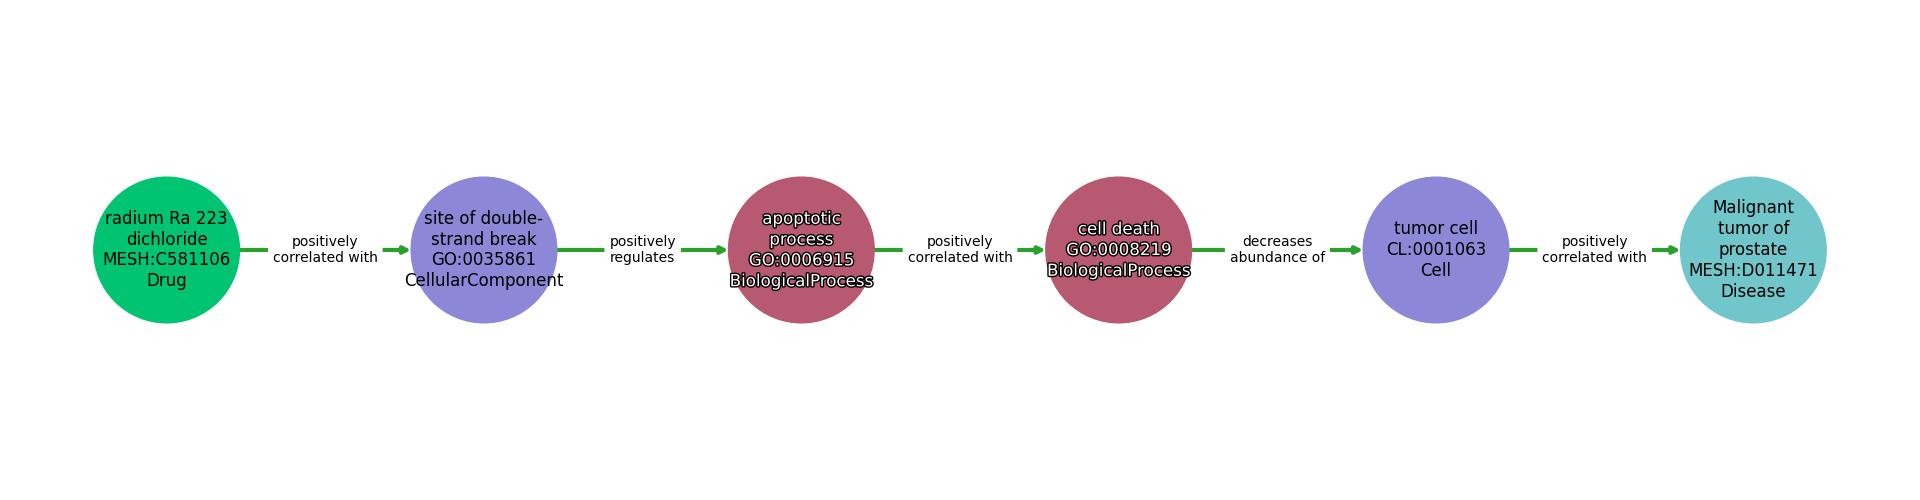 radium Ra 223
dichloride
MESH:C581106
Drug
positively
correlated with
site of double-
strand break
GO:0035861
CellularComponent
positively
regulates
apoptotic
process
GO:0006915
BiologicalProcess
positively
correlated with
cell death
GO:0008219
BiologicalProcess
decreases
abundance of
tumor cell
CL:0001063
Cell
positively
correlated with
Malignant
tumor of
prostate
MESH:D011471
Disease